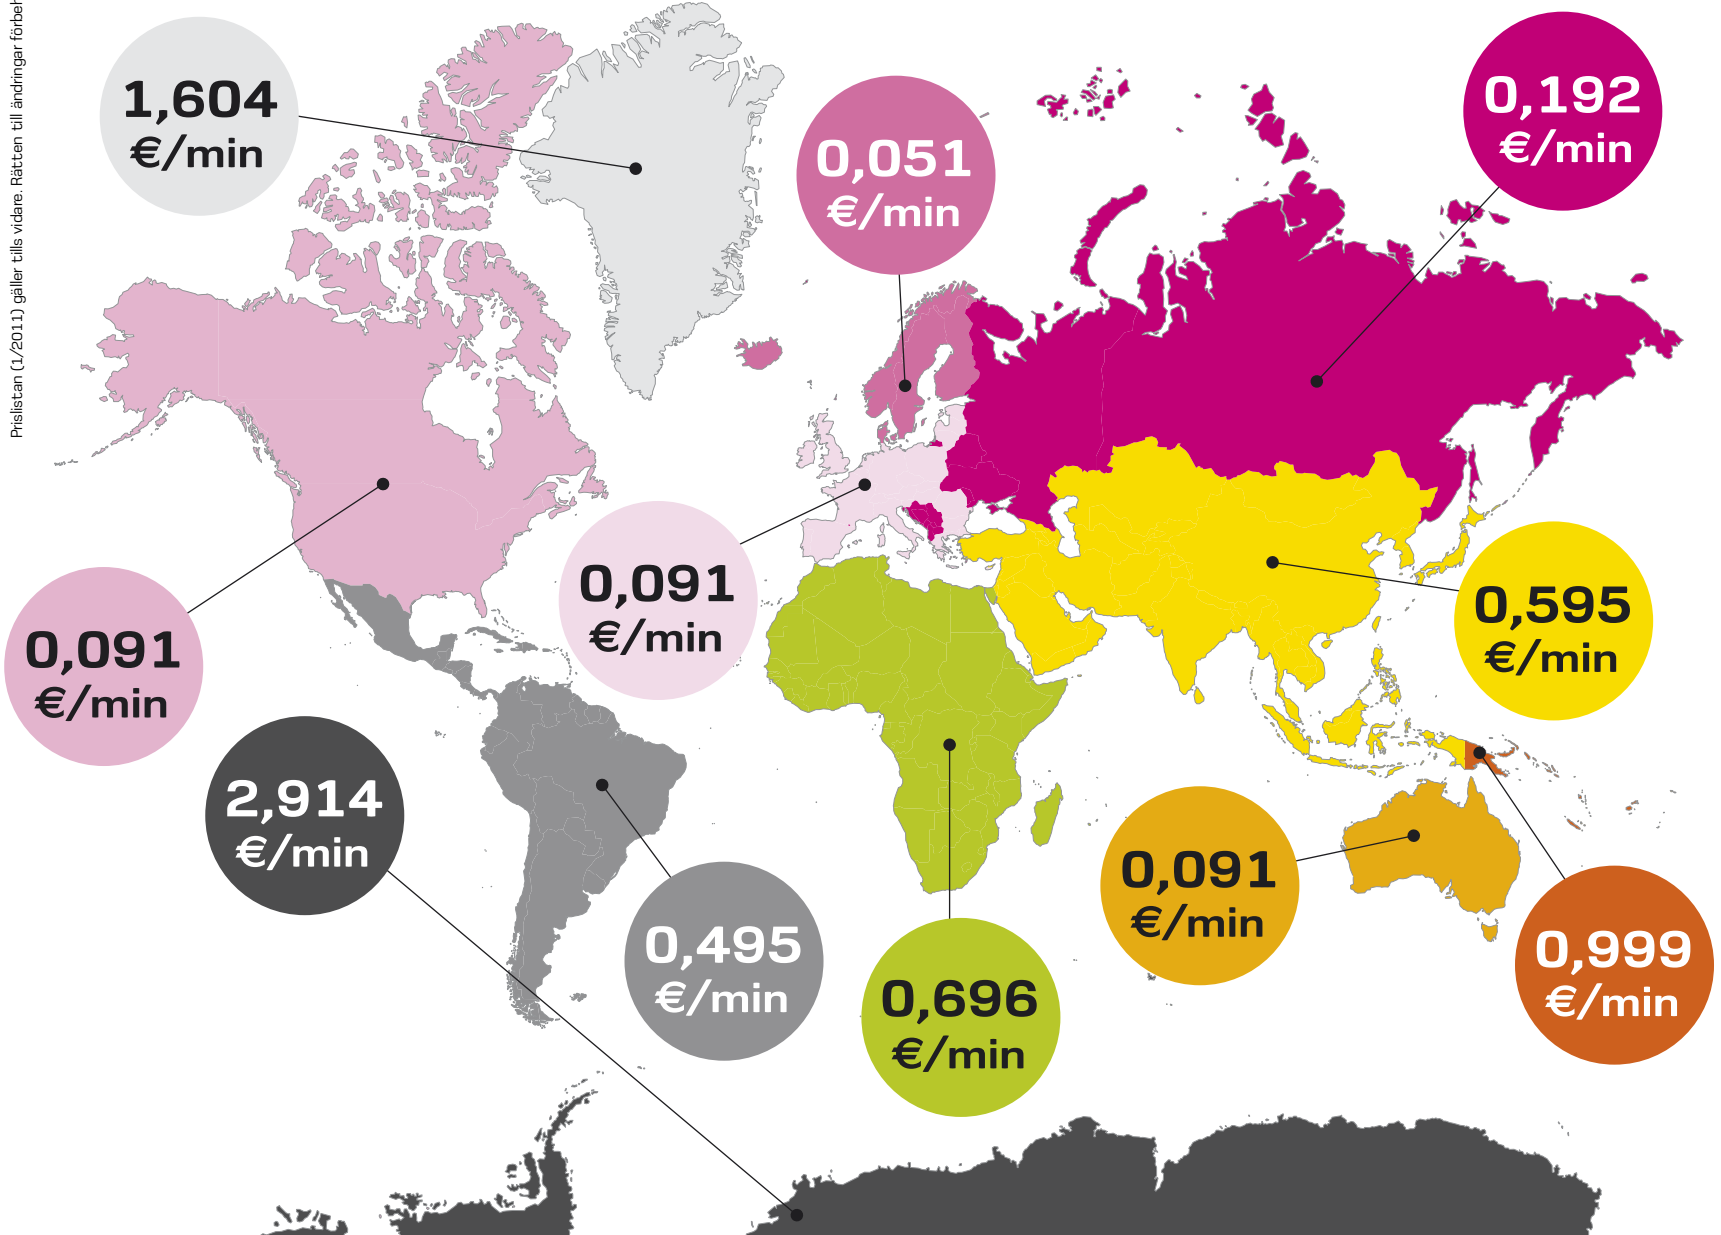 Prislistan (1/2011) gäller tills vidare. Rätten till ändringar
1,604
€/min
0,051
€/min
0,192
€/min
0,091
€/min
0,091
€/min
0,595
€/min
2,914
€/min
0,495
€/min
0,696
€/min
0,091
€/min
0,999
€/min